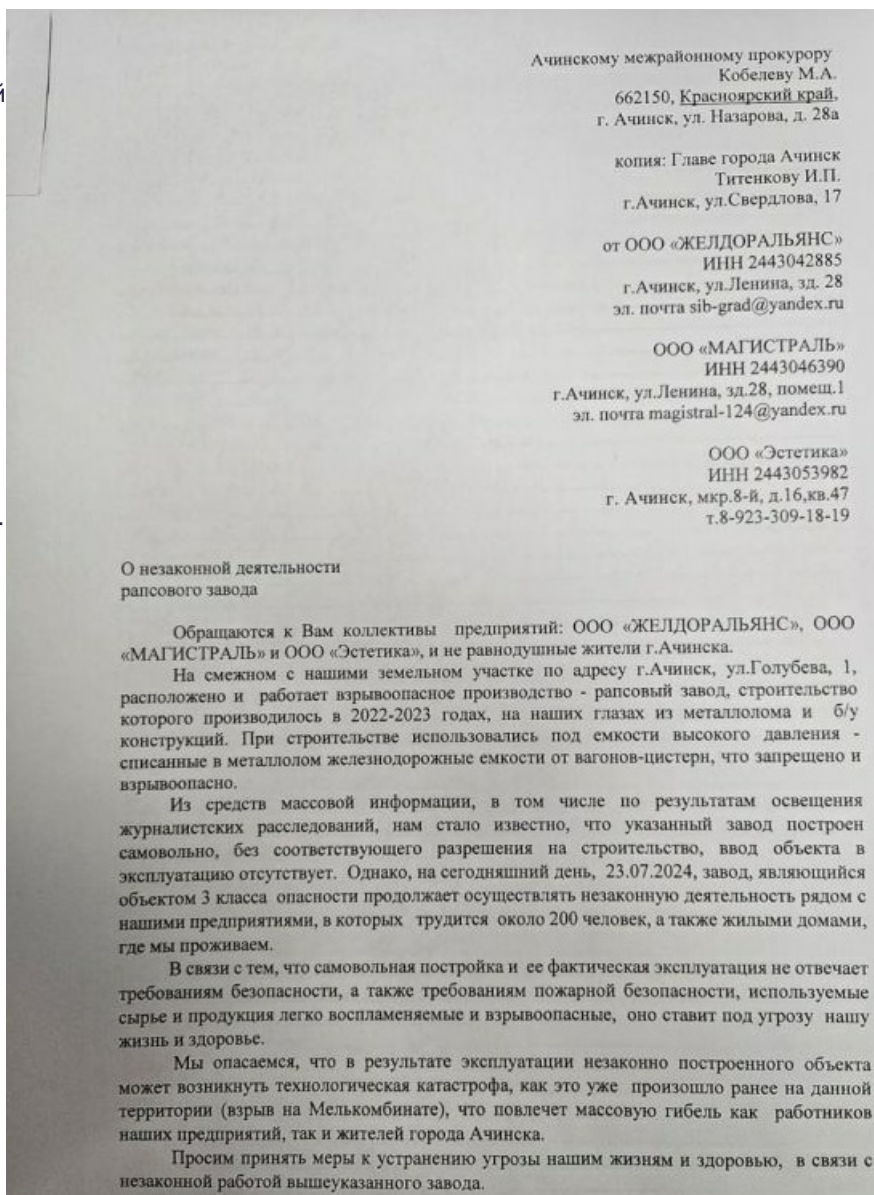 Ачинскому межрайонному прокурору
Кобелеву М.А.
662150, Красноярский край,
г. Ачинск, ул. Назарова, д. 28а
копия: Главе города Ачинск
Титенкову И.П.
г.Ачинск, ул.Свердлова, 17
от ООО «ЖЕЛДОРАЛЬЯНС»
ИНН 2443042885
г.Ачинск, ул.Ленина, зд. 28
эл. почта sib-grad@yandex.ru
ООО «МАГИСТРАЛЬ»
ИНН 2443046390
г.Ачинск, ул.Ленина, зд.28, помещ.1
эл. почта magistral-124@yandex.ru
ООО «Эстетика»
ИНН 2443053982
г. Ачинск, мкр.8-й, д.16,кв.47
т.8-923-309-18-19
О незаконной деятельности
рапсового завода
Обращаются к Вам коллективы предприятий: ООО «ЖЕЛДОРАЛЬЯНС», ООО
«МАГИСТРАЛЬ» и ООО «Эстетика», и не равнодушные жители г.Ачинска.
На смежном с нашими земельном участке по адресу г.Ачинск, ул.Голубева, 1,
расположено и работает взрывоопасное производство - рапсовый завод, строительство
которого производилось в 2022-2023 годах, на наших глазах из металлолома и б/у
конструкций. При строительстве использовались под емкости высокого давления -
списанные в металлолом железнодорожные емкости от вагонов-цистерн, что запрещено и
взрывоопасно.
Из средств массовой информации, в том числе по результатам освещения
журналистских расследований, нам стало известно, что указанный завод построен
самовольно, без соответствующего разрешения на строительство, ввод объекта в
эксплуатацию отсутствует. Однако, на сегодняшний день, 23.07.2024, завод, являющийся
объектом 3 класса опасности продолжает осуществлять незаконную деятельность рядом с
нашими предприятиями, в которых трудится около 200 человек, а также жилыми домами,
где мы проживаем.
В связи с тем, что самовольная постройка и ее фактическая эксплуатация не отвечает
требованиям безопасности, а также требованиям пожарной безопасности, используемые
сырье и продукция легко воспламеняемые и взрывоопасные, оно ставит под угрозу нашу
жизнь и здоровье.
Мы опасаемся, что в результате эксплуатации незаконно построенного объекта
может возникнуть технологическая катастрофа, как это уже произошло ранее на данной
территории (взрыв на Мелькомбинате), что повлечет массовую гибель как работников
наших предприятий, так и жителей города Ачинска.
Просим принять меры к устранению угрозы нашим жизням и здоровью, в связи с
незаконной работой вышеуказанного завода.